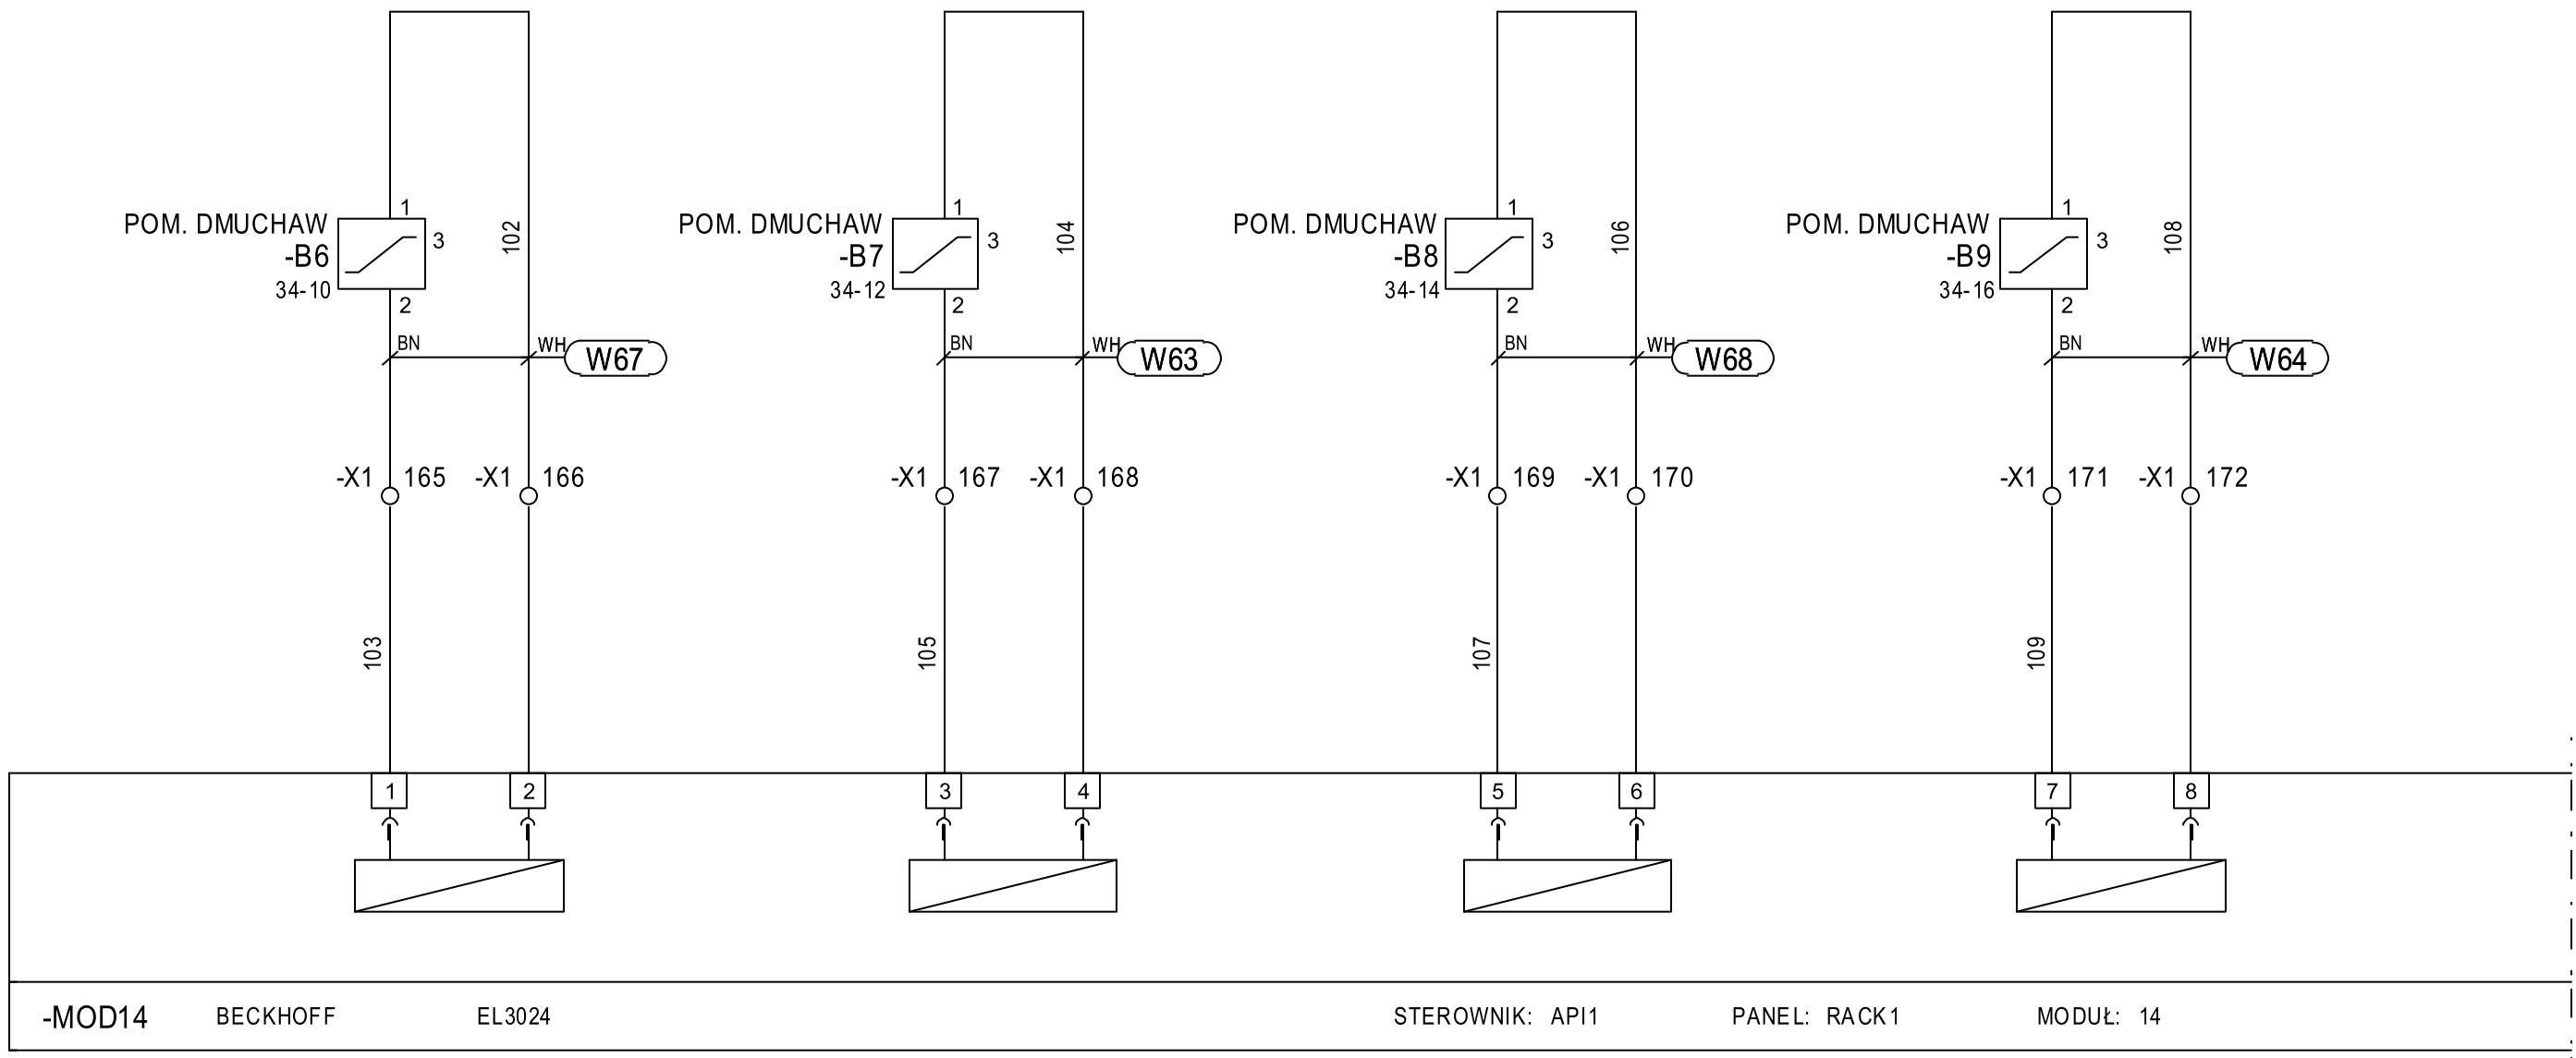 1 1 1 1
POM. DMUCHAW 3 102 POM. DMUCHAW 3 104 POM. DMUCHAW 3 106 POM. DMUCHAW 3 108
-B6 -B7 -B8 -B9
34-10 34-12 34-14 34-16
2 2 2 2
BN WH W67 BN WH W63 BN WH W68 BN WH W64
-X1 165 -X1 166 -X1 167 -X1 168 -X1 169 -X1 170 -X1 171 -X1 172
103 105 107 109
1 2 3 4 5 6 7 8
-MOD14 BECKHOFF EL3024 STEROWNIK: API1 PANEL: RACK1 MODUŁ: 14